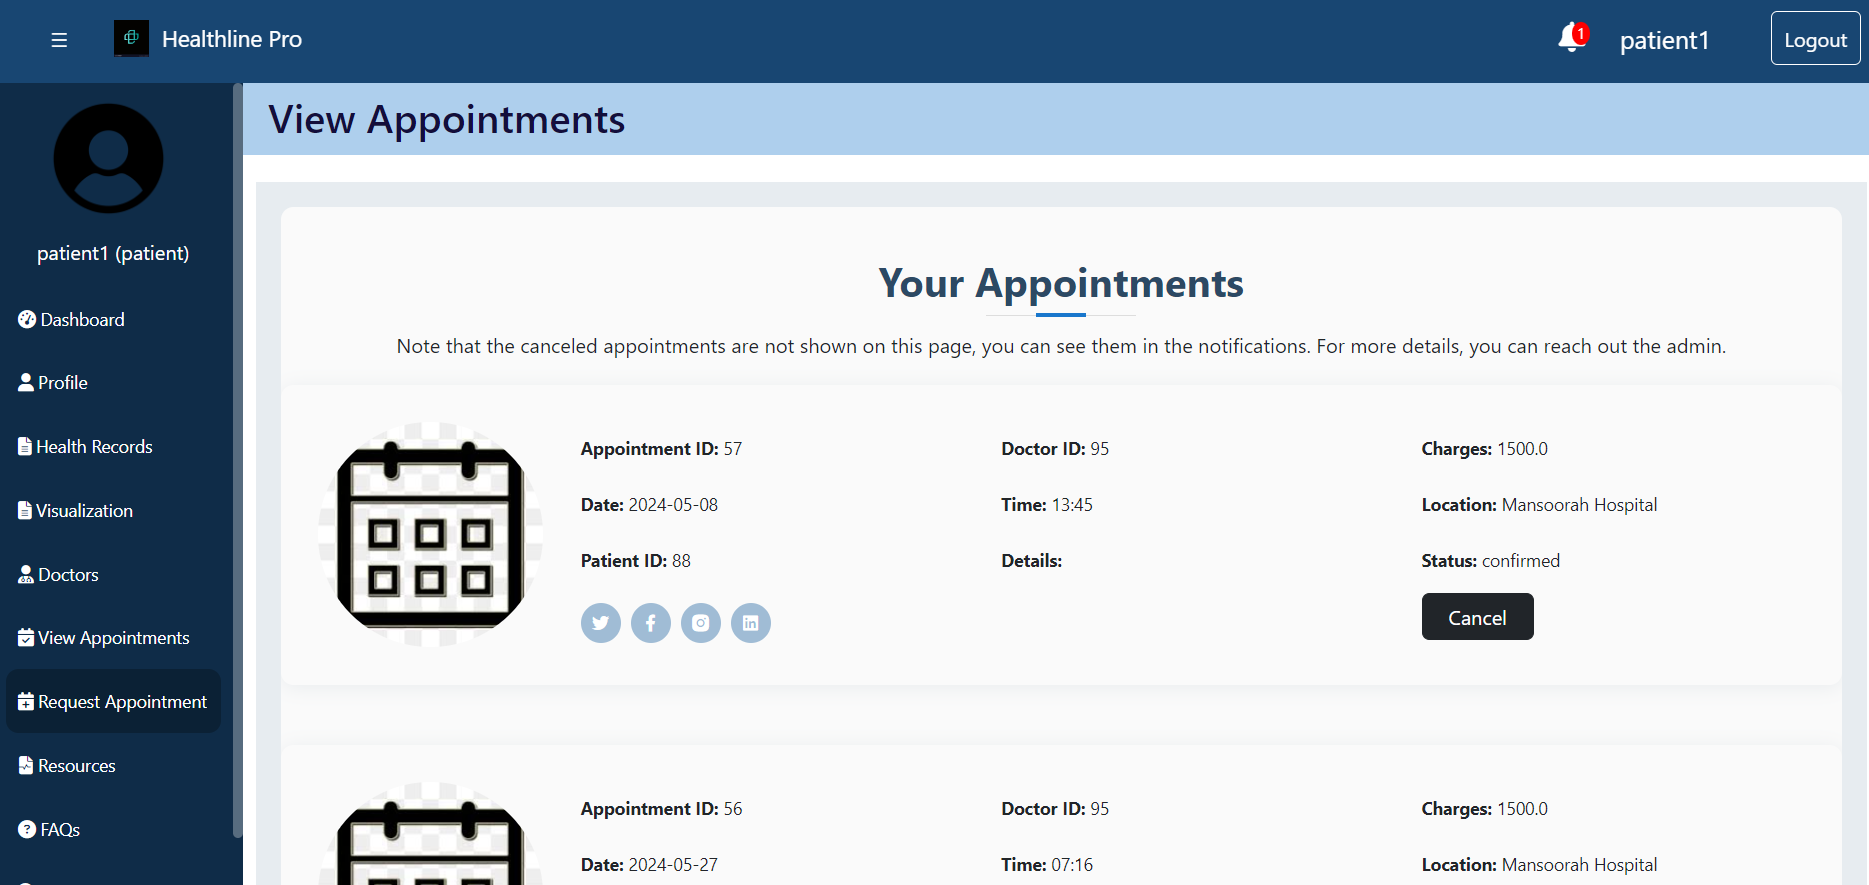 ☰ Healthline Pro 1 patient1 Logout
View Appointments
patient1 (patient)
Dashboard
Profile
Health Records
Visualization
Doctors
View Appointments
Request Appointment
Resources
FAQs
Your Appointments
Note that the canceled appointments are not shown on this page, you can see them in the notifications. For more details, you can reach out the admin.
Appointment ID: 57 Doctor ID: 95 Charges: 1500.0
Date: 2024-05-08 Time: 13:45 Location: Mansoorah Hospital
Patient ID: 88 Details: Status: confirmed
Cancel
Appointment ID: 56 Doctor ID: 95 Charges: 1500.0
Date: 2024-05-27 Time: 07:16 Location: Mansoorah Hospital